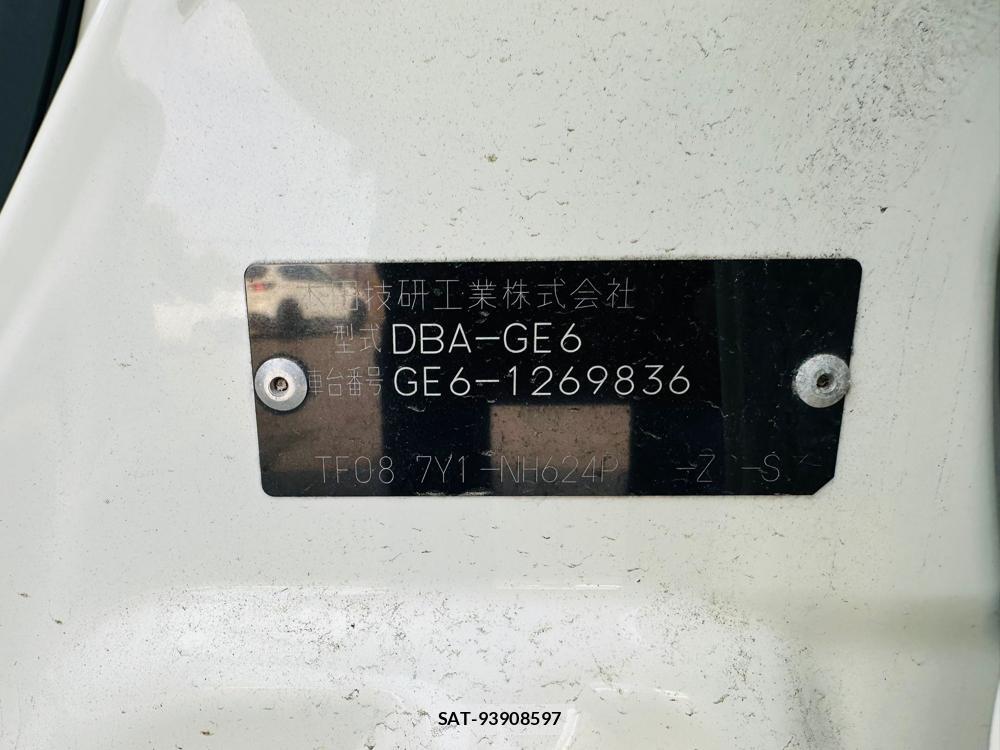 本田技研工業株式会社
型式 DBA-GE6
車台番号 GE6-1269836
TF08 7Y1-NH624P -Z -S
SAT-93908597